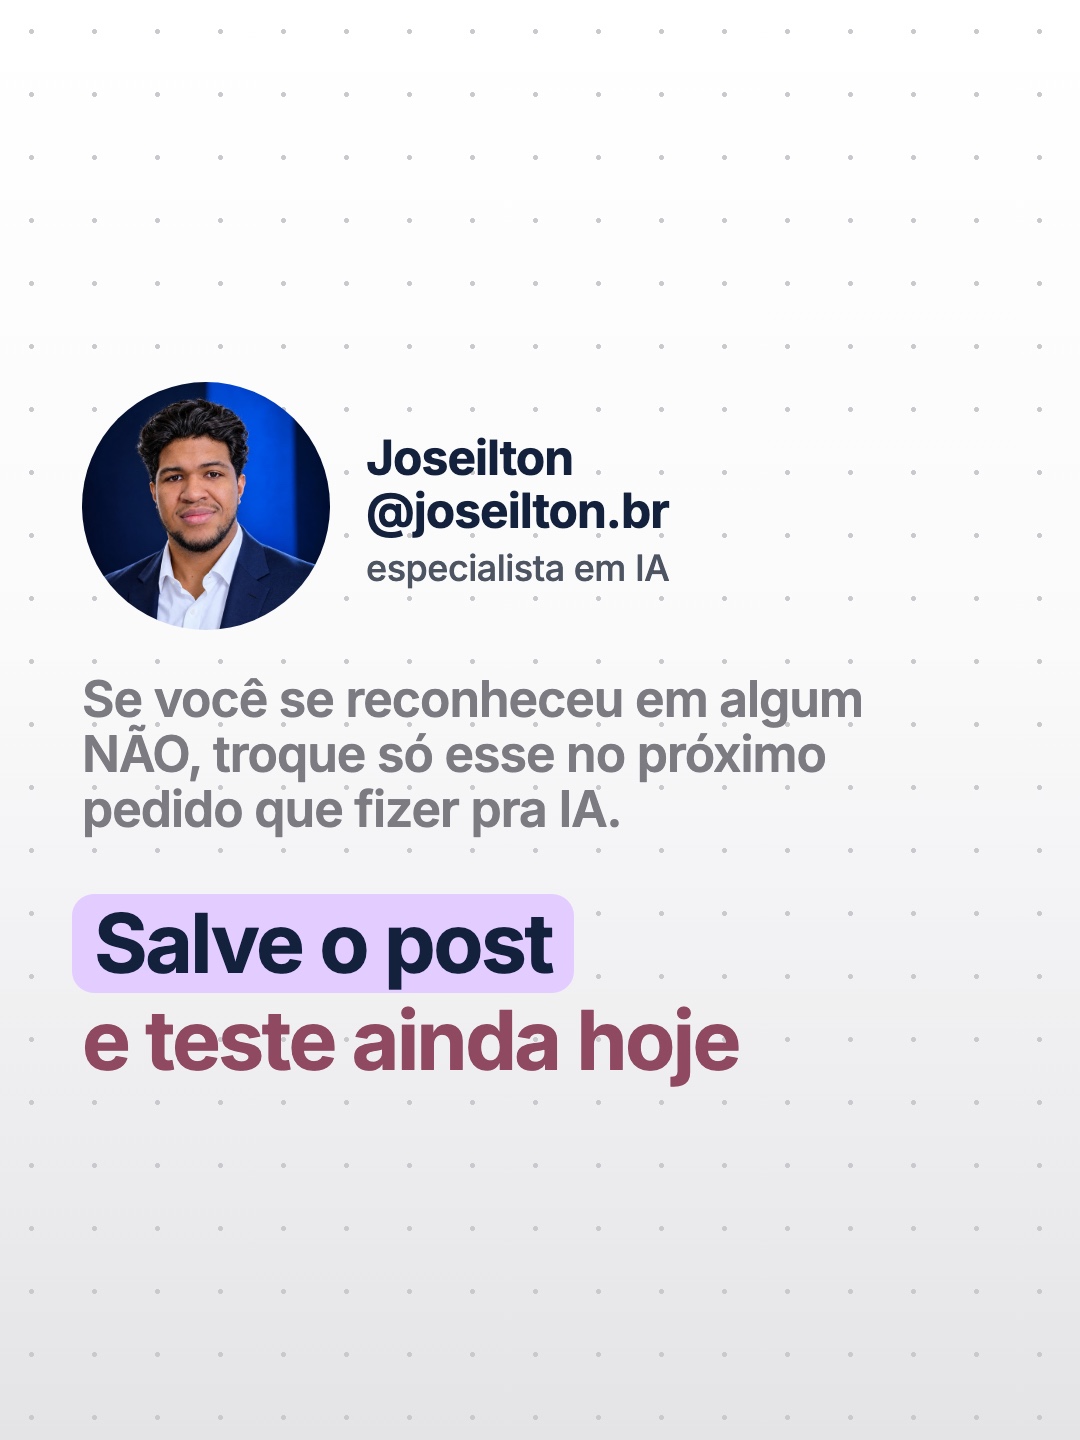 Joseilton
@joseilton.br
especialista em IA
Se você se reconheceu em algum
NÃO, troque só esse no próximo
pedido que fizer pra IA.
Salve o post
e teste ainda hoje